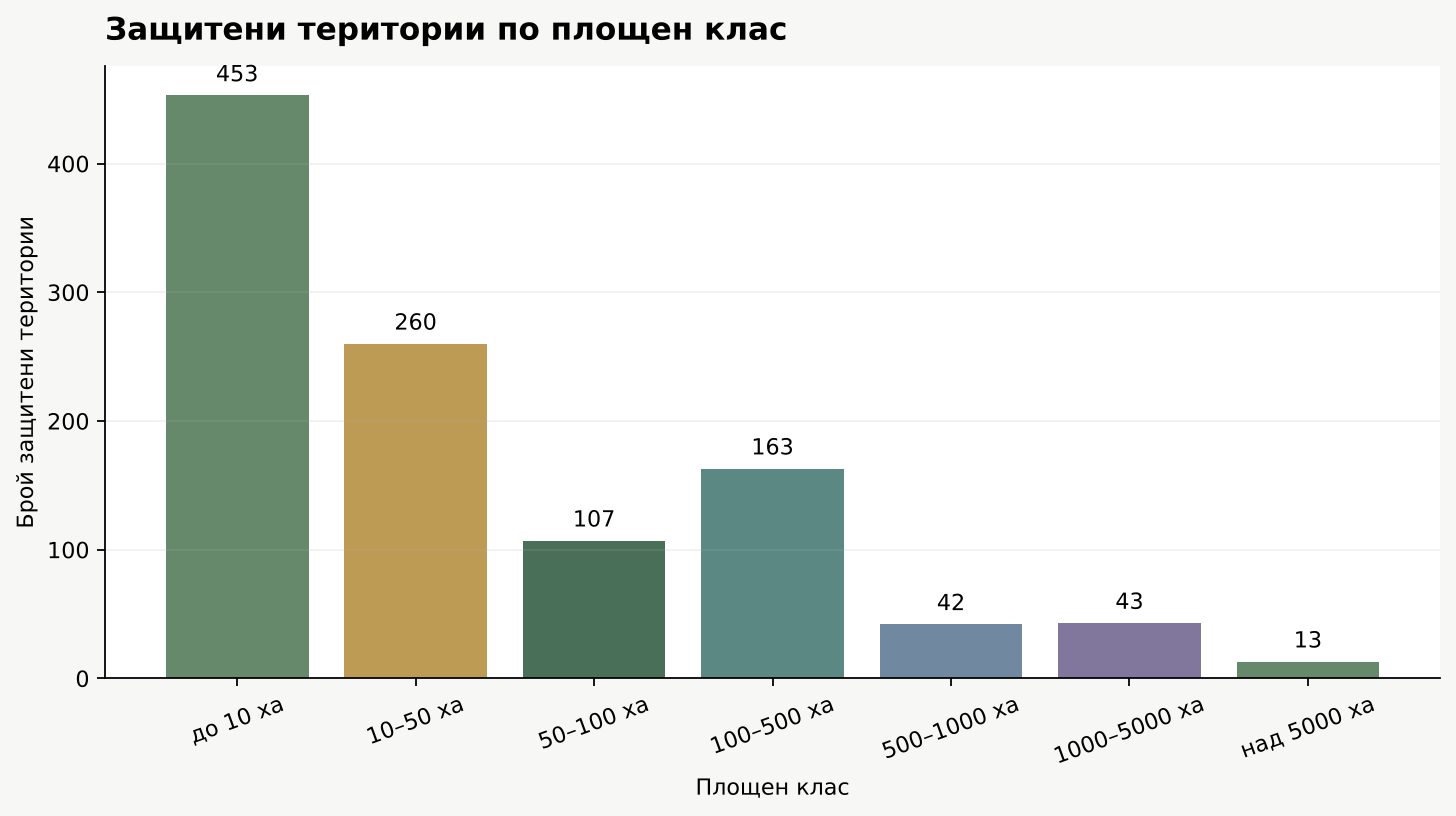 Защитени територии по площен клас
Брой защитени територии
400
300
200
100
0
453
260
107
163
42
43
13
до 10 ха
10–50 ха
50–100 ха
100–500 ха
500–1000 ха
1000–5000 ха
над 5000 ха
Площен клас